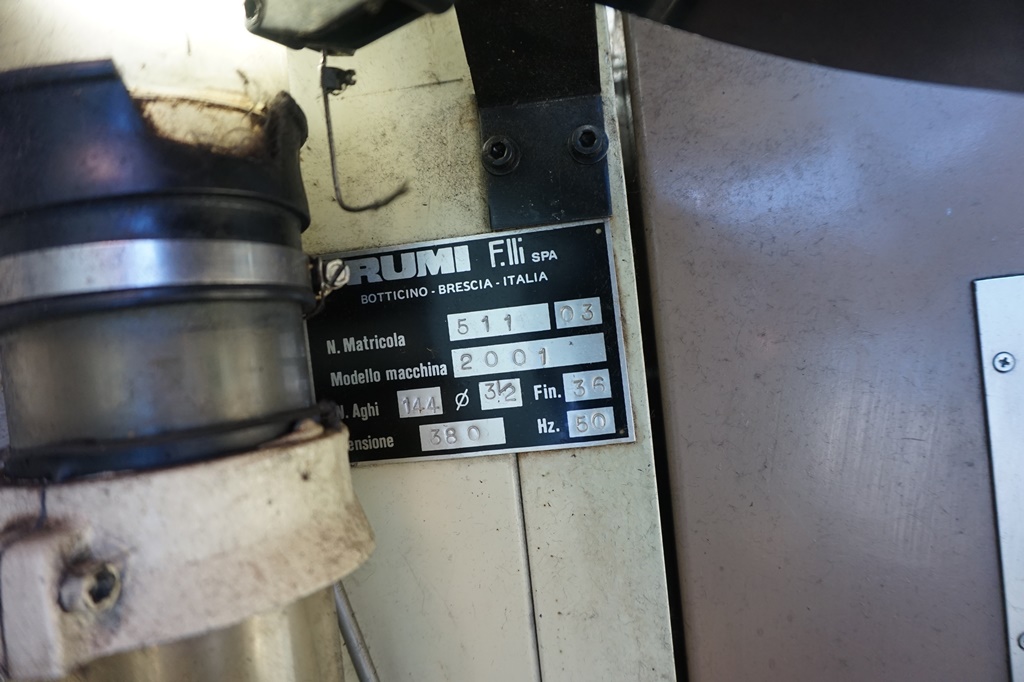 RUMI F.lli SPA
BOTTICINO - BRESCIA - ITALIA
N. Matricola 511 03
Modello macchina 2001
N. Aghi 144 Ø 3½ Fin. 36
ensione 380 Hz. 50